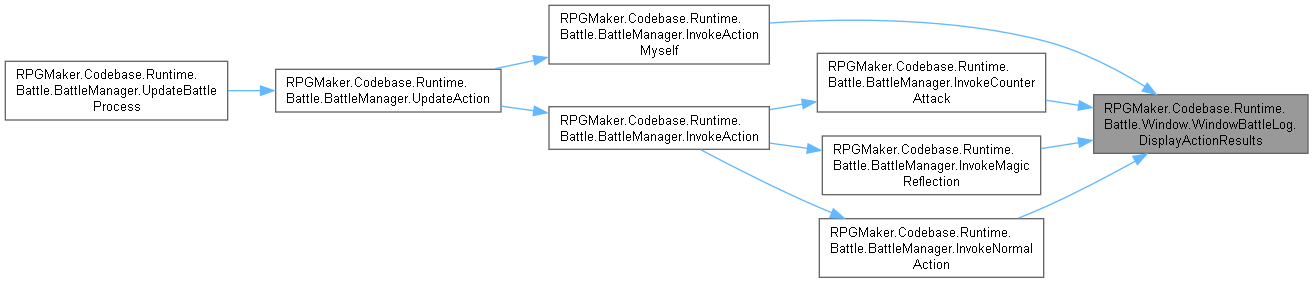 RPGMaker.Codebase.Runtime.
Battle.BattleManager.UpdateBattle
Process
RPGMaker.Codebase.Runtime.
Battle.BattleManager.UpdateAction
RPGMaker.Codebase.Runtime.
Battle.BattleManager.InvokeAction
Myself
RPGMaker.Codebase.Runtime.
Battle.BattleManager.InvokeAction
RPGMaker.Codebase.Runtime.
Battle.BattleManager.InvokeCounter
Attack
RPGMaker.Codebase.Runtime.
Battle.BattleManager.InvokeMagic
Reflection
RPGMaker.Codebase.Runtime.
Battle.BattleManager.InvokeNormal
Action
RPGMaker.Codebase.Runtime.
Battle.Window.WindowBattleLog.
DisplayActionResults